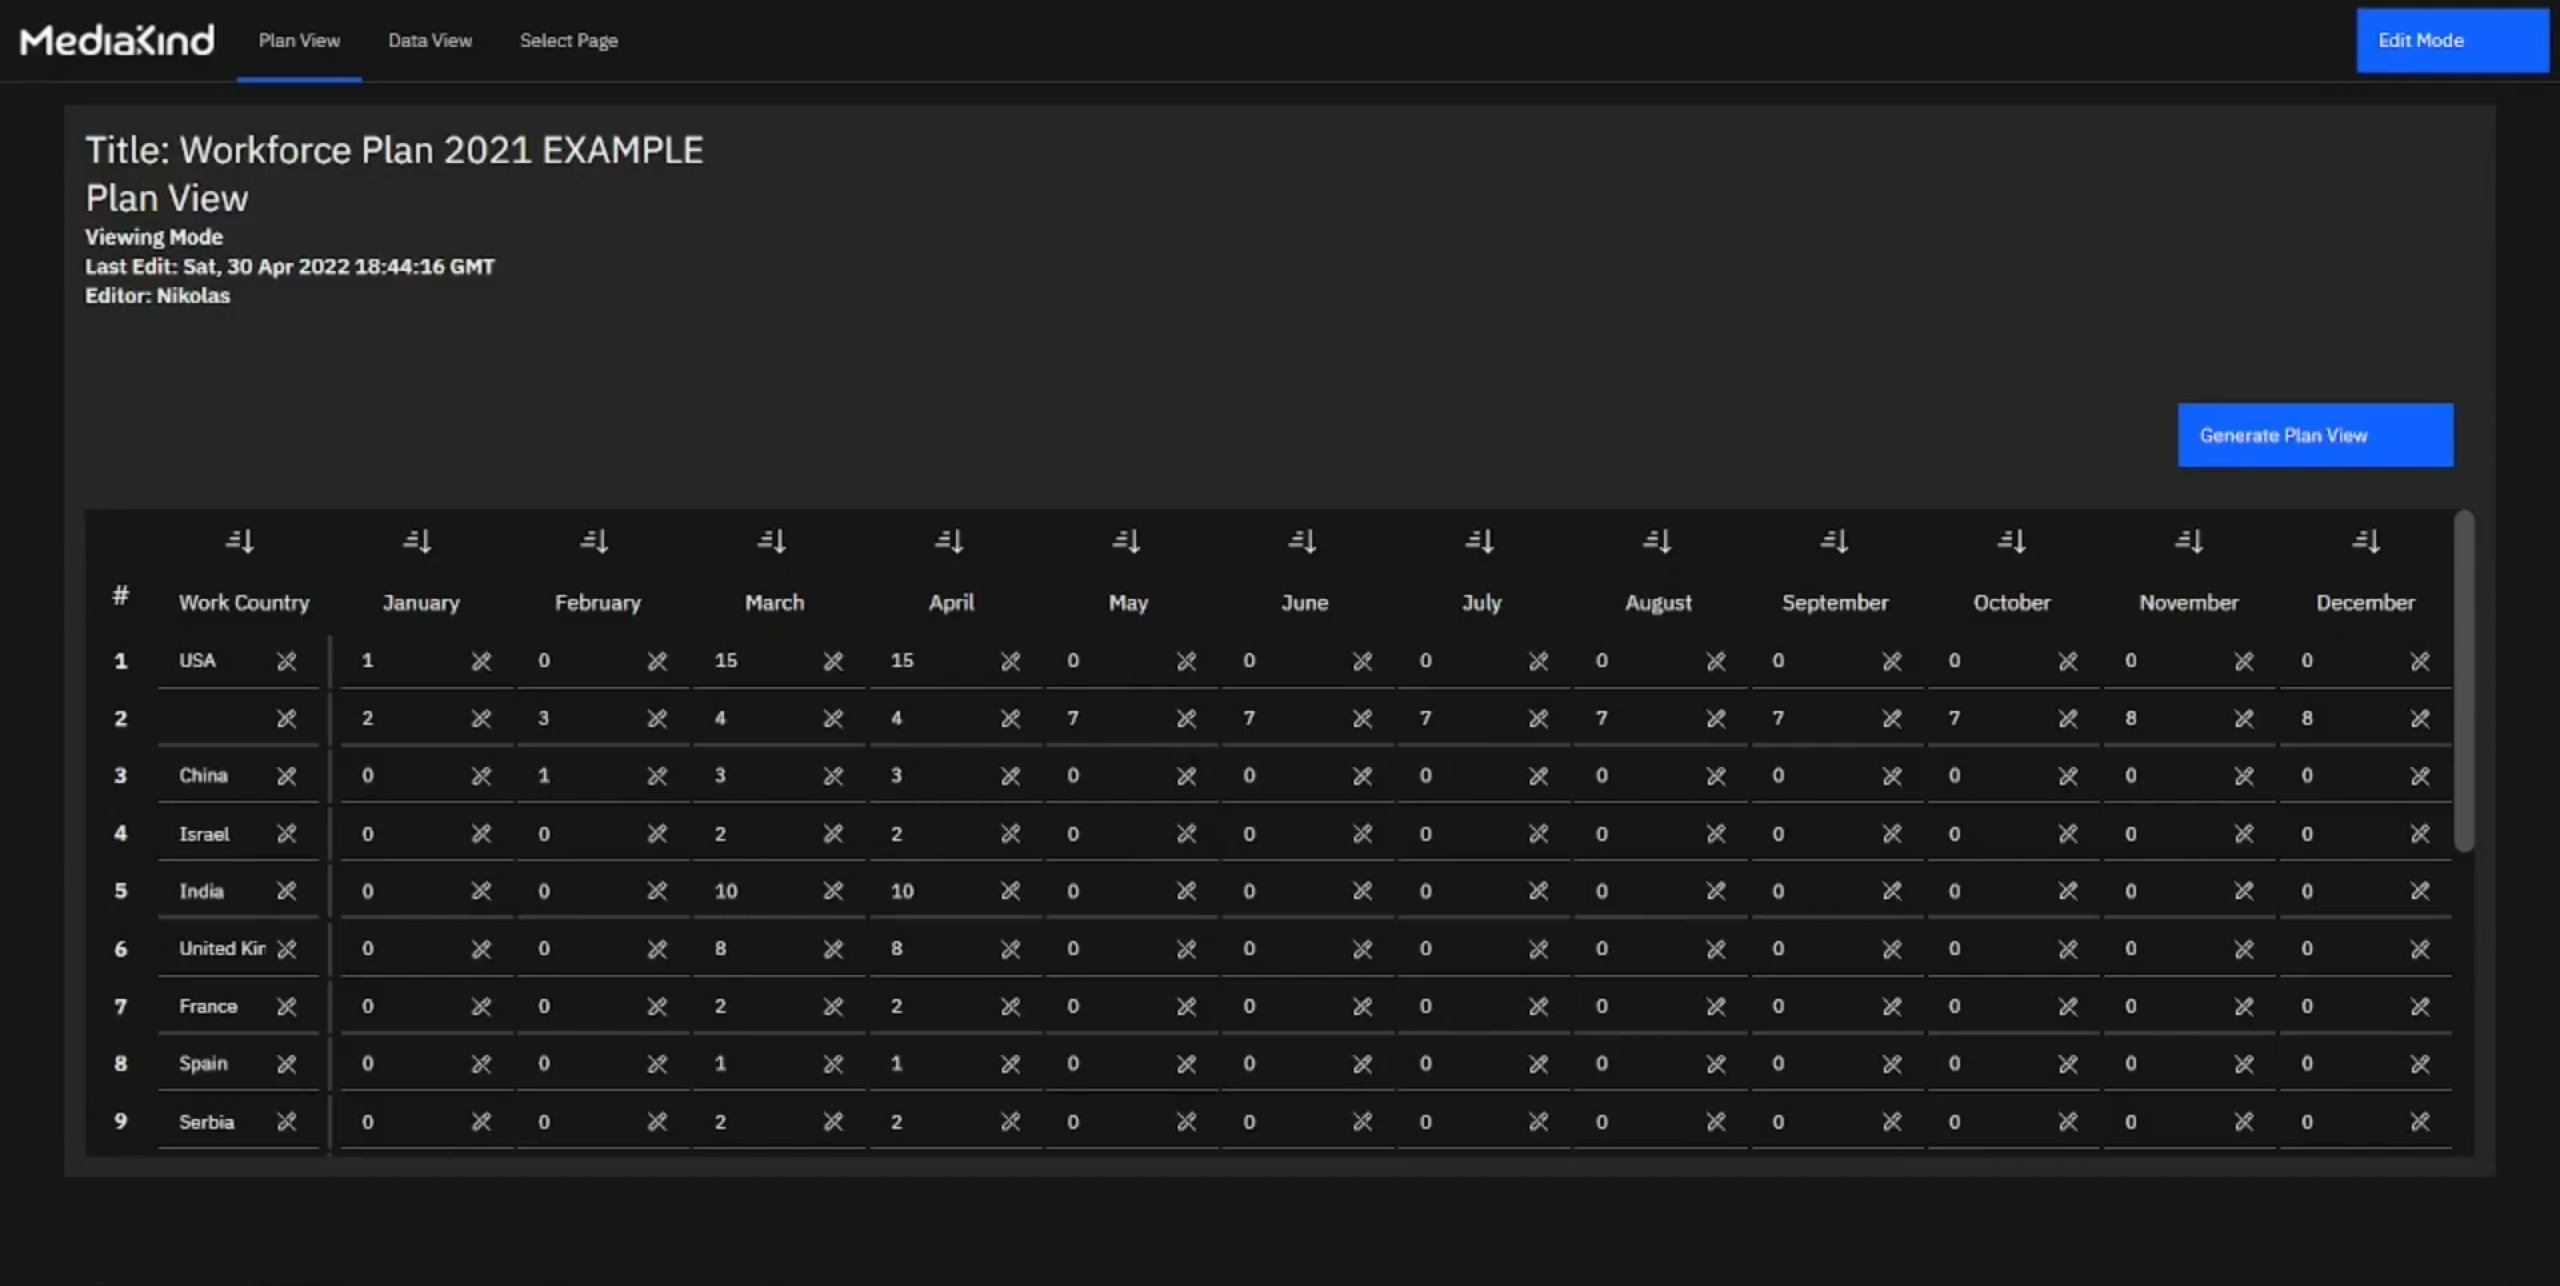 MediaKind Plan View Data View Select Page Edit Mode
Title: Workforce Plan 2021 EXAMPLE
Plan View
Viewing Mode
Last Edit: Sat, 30 Apr 2022 18:44:16 GMT
Editor: Nikolas
Generate Plan View
# Work Country January February March April May June July August September October November December
1 USA 1 0 15 15 0 0 0 0 0 0 0 0
2 2 3 4 4 7 7 7 7 7 7 8 8
3 China 0 1 3 3 0 0 0 0 0 0 0 0
4 Israel 0 0 2 2 0 0 0 0 0 0 0 0
5 India 0 0 10 10 0 0 0 0 0 0 0 0
6 United Kin 0 0 8 8 0 0 0 0 0 0 0 0
7 France 0 0 2 2 0 0 0 0 0 0 0 0
8 Spain 0 0 1 1 0 0 0 0 0 0 0 0
9 Serbia 0 0 2 2 0 0 0 0 0 0 0 0